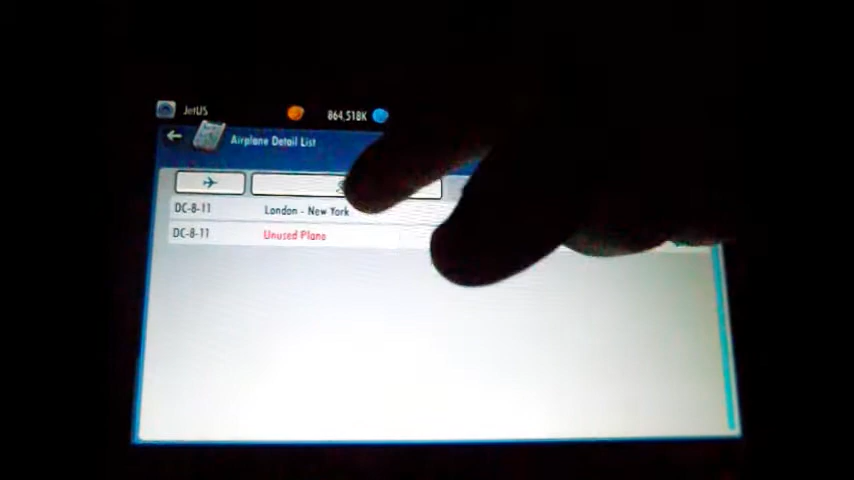 JetUS 864,518K
Airplane Detail List
DC-8-11 London - New York
DC-8-11 Unused Plane